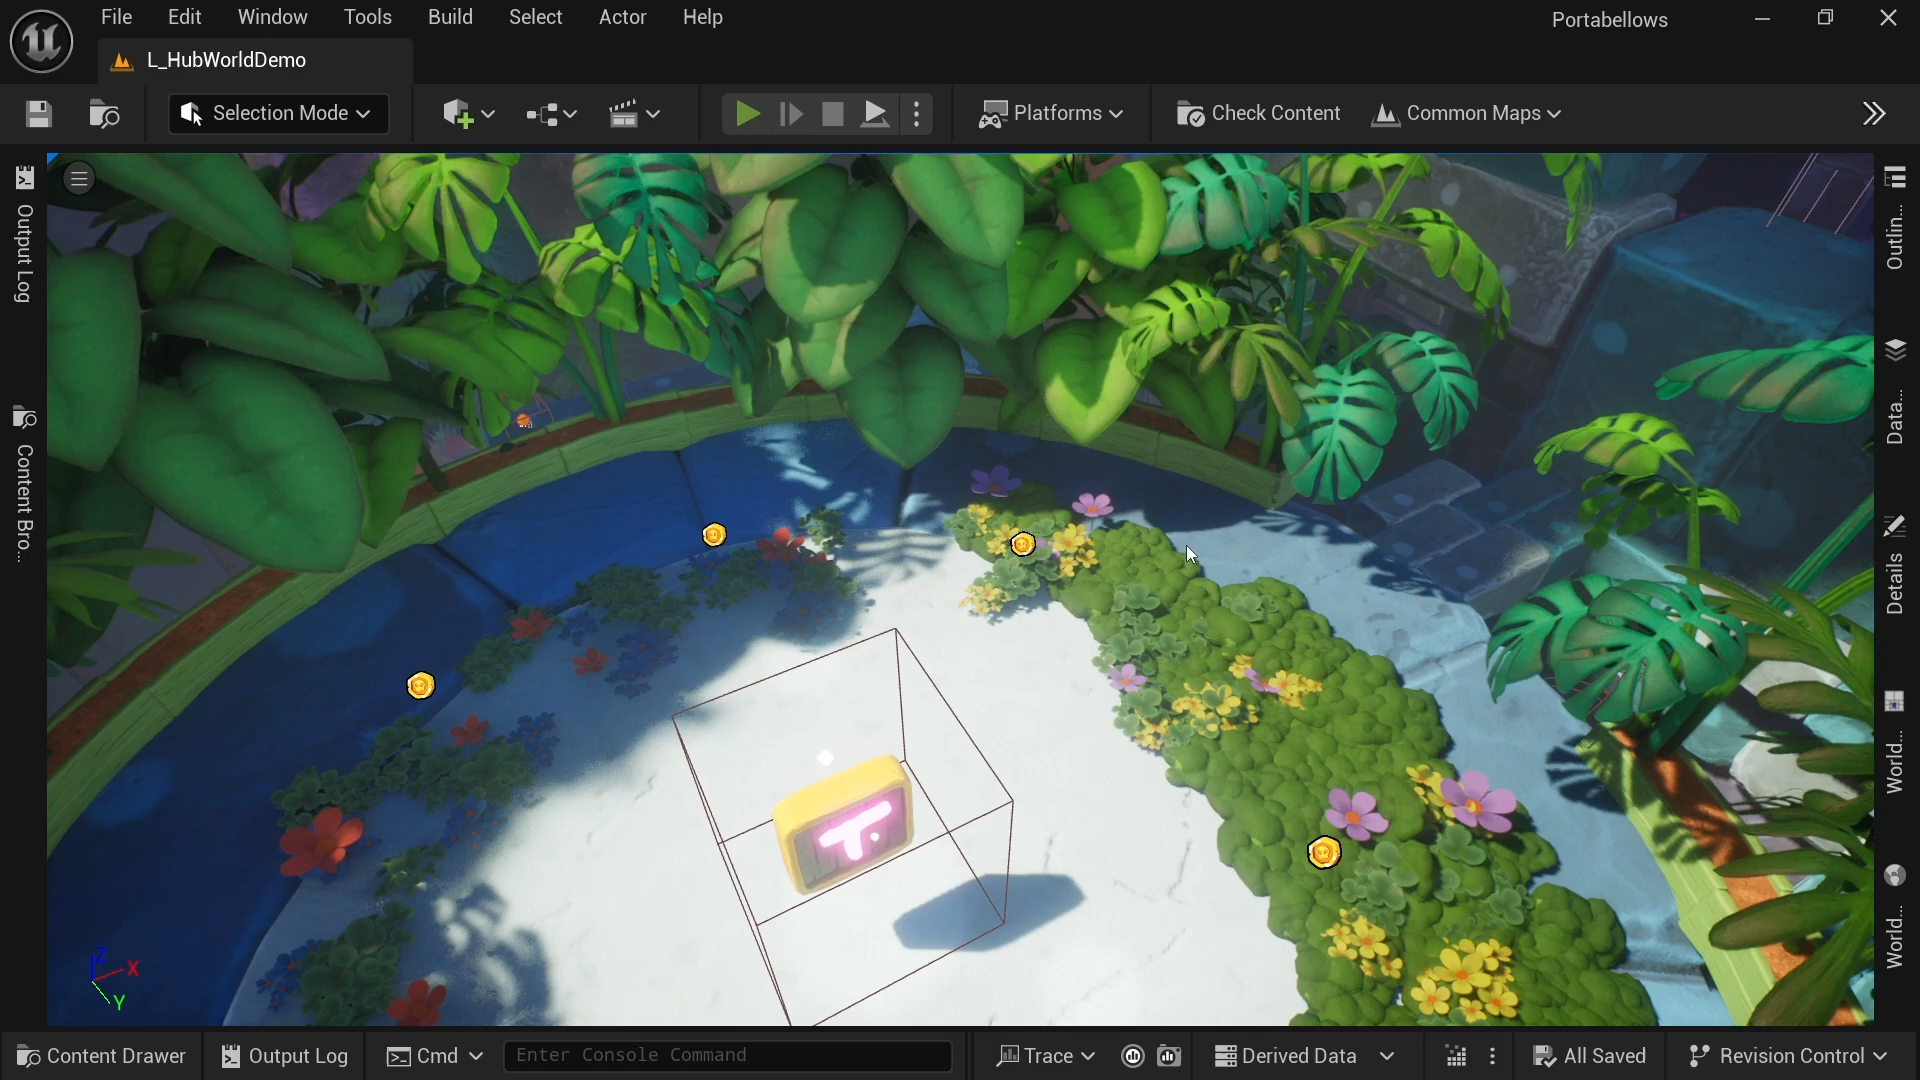 File Edit Window Tools Build Select Actor Help
Portabellows
L_HubWorldDemo
Selection Mode
Platforms
Check Content
Common Maps
Output Log
Content Bro...
Outlin...
Data...
Details
World...
World...
Z
X
Y
Content Drawer
Output Log
Cmd
Enter Console Command
Trace
Derived Data
All Saved
Revision Control